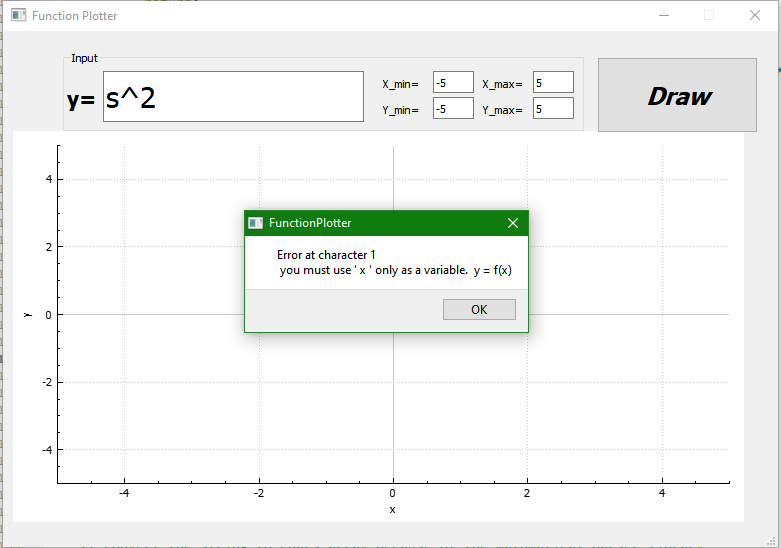 Function Plotter
Input
y= s^2
X_min= -5 X_max= 5
Y_min= -5 Y_max= 5
Draw
FunctionPlotter
Error at character 1
you must use ' x ' only as a variable. y = f(x)
OK
y
4
2
0
-2
-4
-4 -2 0 2 4
x